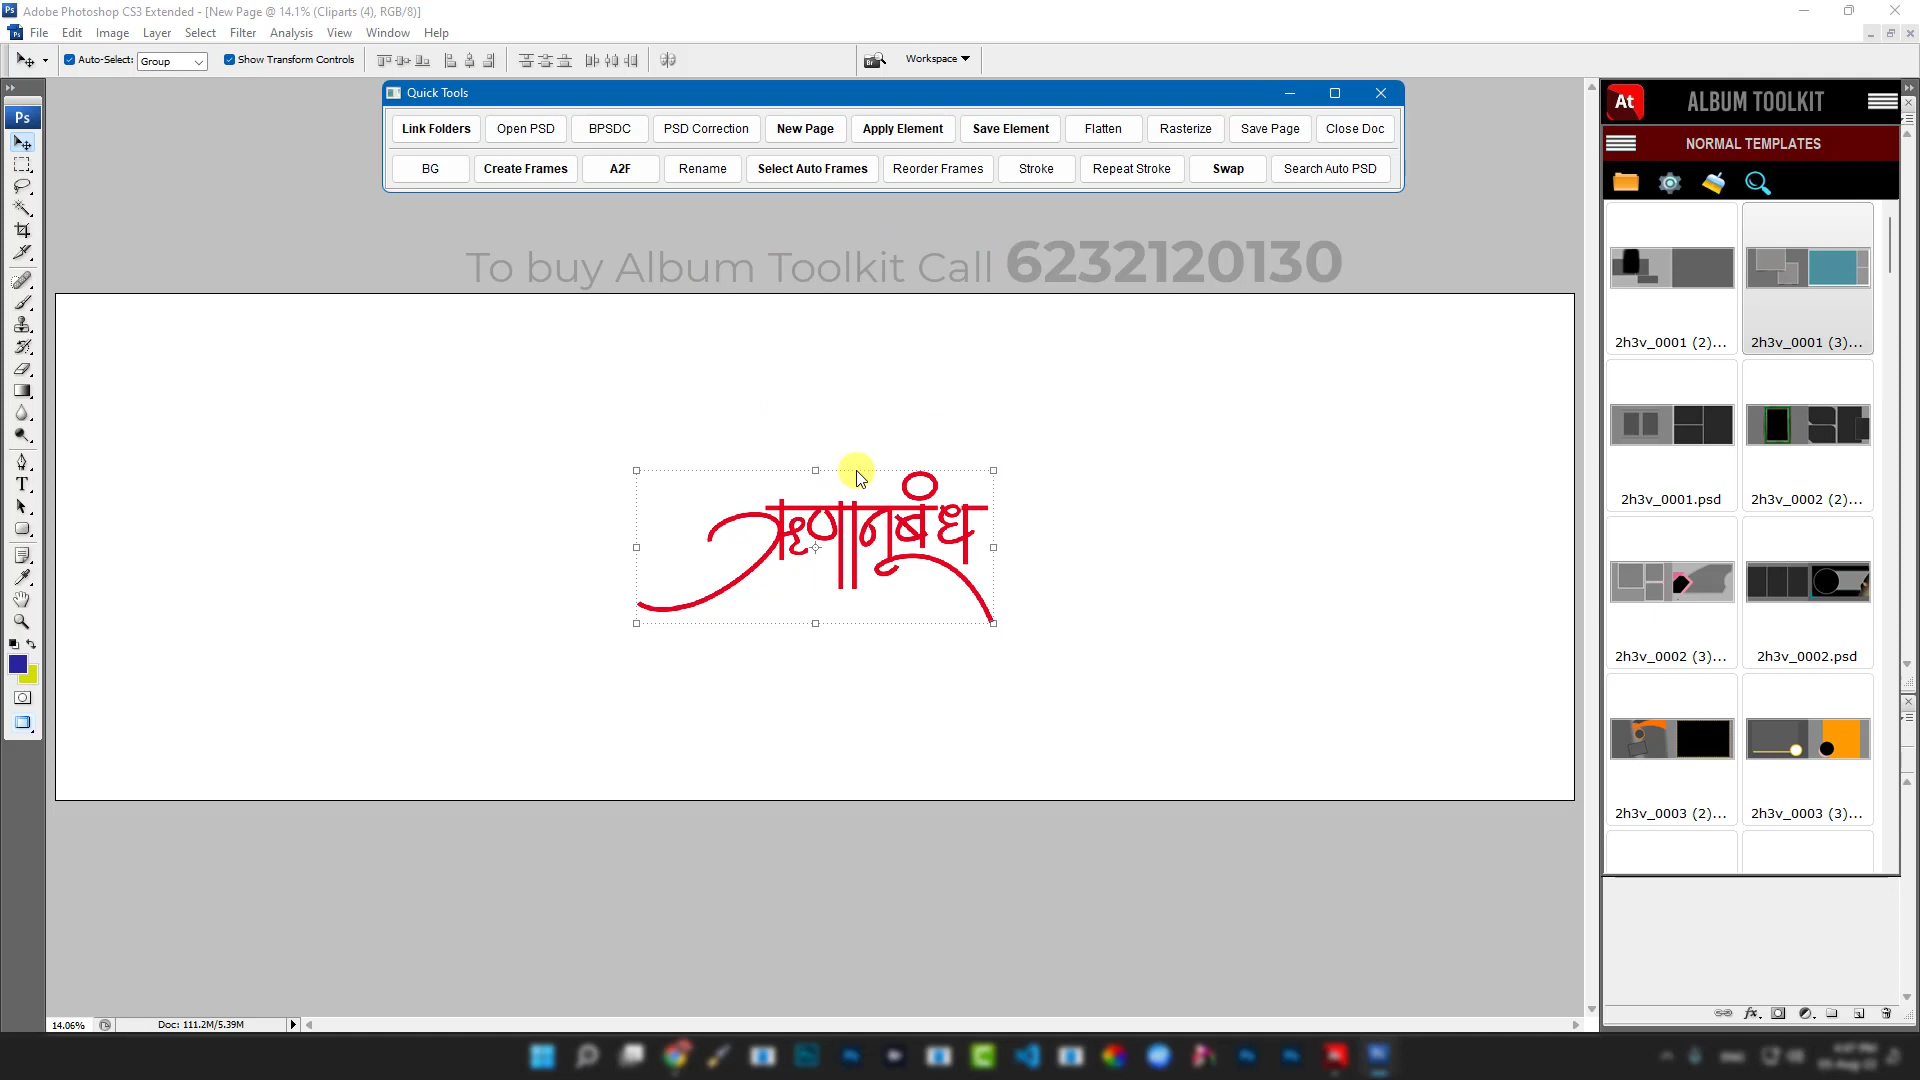 Adobe Photoshop CS3 Extended - [New Page @ 14.1% (Cliparts (4), RGB/8)]
File Edit Image Layer Select Filter Analysis View Window Help
Auto-Select: Group Show Transform Controls Workspace
Quick Tools
Link Folders Open PSD BPSDC PSD Correction New Page Apply Element Save Element Flatten Rasterize Save Page Close Doc
BG Create Frames A2F Rename Select Auto Frames Reorder Frames Stroke Repeat Stroke Swap Search Auto PSD
To buy Album Toolkit Call 6232120130
ऋणानुबंध
At ALBUM TOOLKIT
NORMAL TEMPLATES
2h3v_0001 (2)... 2h3v_0001 (3)...
2h3v_0001.psd 2h3v_0002 (2)...
2h3v_0002 (3)... 2h3v_0002.psd
2h3v_0003 (2)... 2h3v_0003 (3)...
Ps
14.06% Doc: 111.2M/5.39M